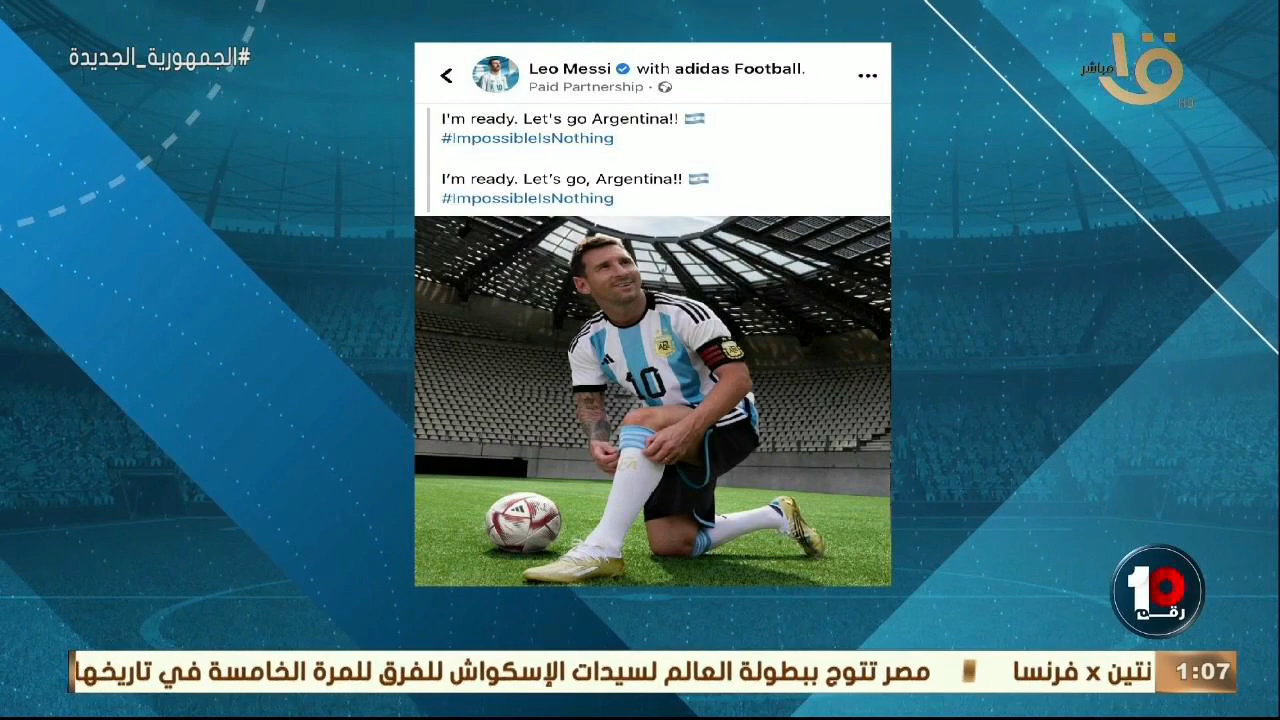 #الجمهورية_الجديدة
مباشر
HD
Leo Messi with adidas Football.
Paid Partnership
I'm ready. Let's go Argentina!!
#ImpossibleIsNothing
I'm ready. Let's go, Argentina!!
#ImpossibleIsNothing
10
10
رقم
1:07
نتين x فرنسا
مصر تتوج ببطولة العالم لسيدات الإسكواش للفرق للمرة الخامسة في تاريخها